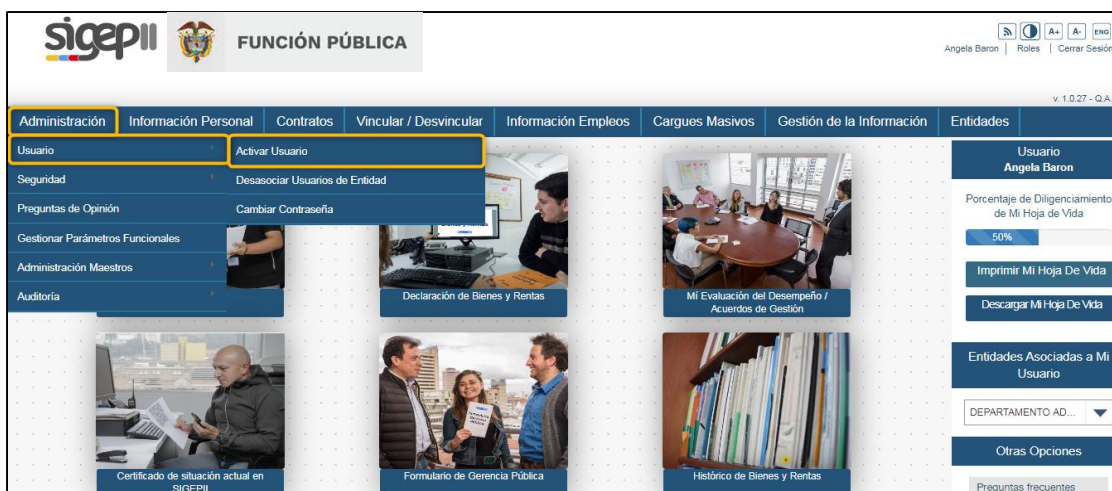 sigepII
FUNCIÓN PÚBLICA
A+ A- ENG
Angela Baron | Roles | Cerrar Sesión
v. 1.0.27 - Q.A.
Administración Información Personal Contratos Vincular / Desvincular Información Empleos Cargues Masivos Gestión de la Información Entidades
Usuario
Seguridad
Preguntas de Opinión
Gestionar Parámetros Funcionales
Administración Maestros
Auditoría
Activar Usuario
Desasociar Usuarios de Entidad
Cambiar Contraseña
Declaración de Bienes y Rentas
Mí Evaluación del Desempeño /
Acuerdos de Gestión
Certificado de situación actual en
SIGEPII
Formulario de Gerencia Pública
Histórico de Bienes y Rentas
Usuario
Angela Baron
Porcentaje de Diligenciamiento
de Mi Hoja de Vida
50%
Imprimir Mi Hoja De Vida
Descargar Mi Hoja De Vida
Entidades Asociadas a Mi
Usuario
DEPARTAMENTO AD...
Otras Opciones
Preguntas frecuentes